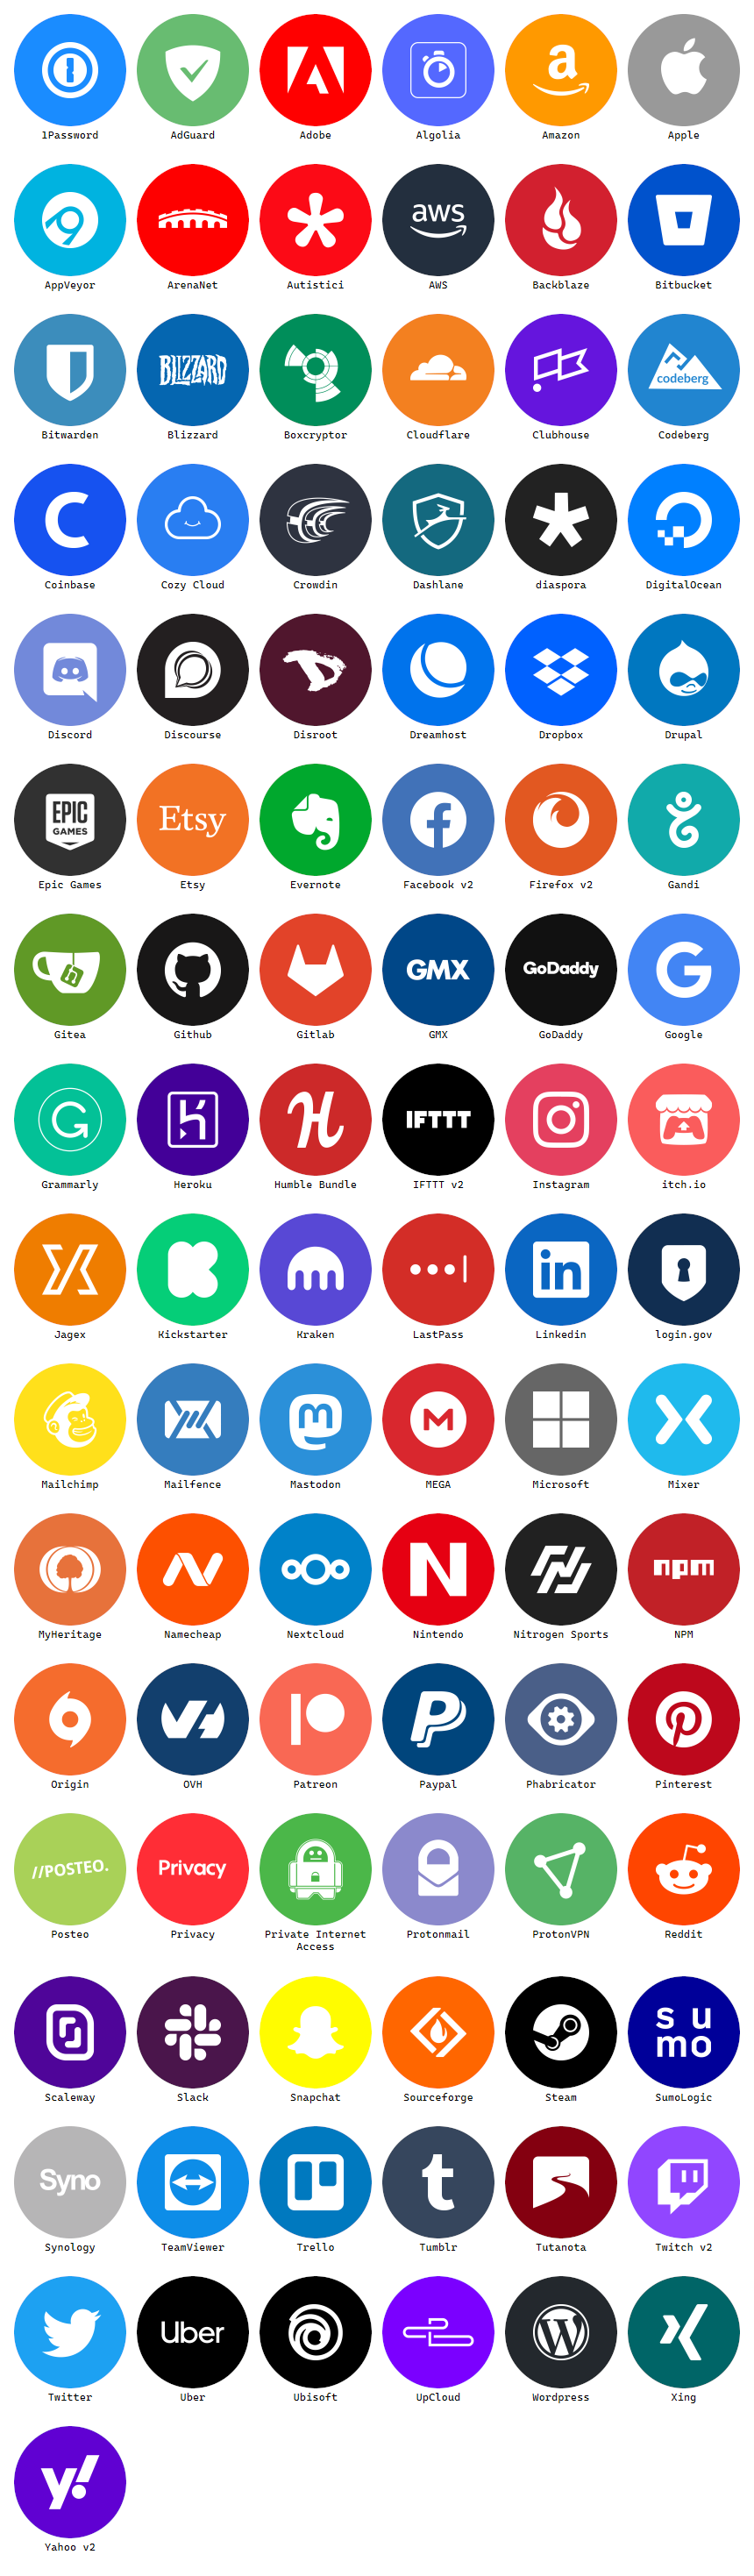 1Password AdGuard Adobe Algolia Amazon Apple
aws
AppVeyor ArenaNet Autistici AWS Backblaze Bitbucket
BLIZZARD codeberg
Bitwarden Blizzard Boxcryptor Cloudflare Clubhouse Codeberg
Coinbase Cozy Cloud Crowdin Dashlane diaspora DigitalOcean
Discord Discourse Disroot Dreamhost Dropbox Drupal
EPIC GAMES Etsy
Epic Games Etsy Evernote Facebook v2 Firefox v2 Gandi
GMX GoDaddy
Gitea Github Gitlab GMX GoDaddy Google
IFTTT
Grammarly Heroku Humble Bundle IFTTT v2 Instagram itch.io
in
Jagex Kickstarter Kraken LastPass Linkedin login.gov
Mailchimp Mailfence Mastodon MEGA Microsoft Mixer
npm
MyHeritage Namecheap Nextcloud Nintendo Nitrogen Sports NPM
Origin OVH Patreon Paypal Phabricator Pinterest
//POSTEO. Privacy
Posteo Privacy Private Internet Access Protonmail ProtonVPN Reddit
sumo
Scaleway Slack Snapchat Sourceforge Steam SumoLogic
Syno
Synology TeamViewer Trello Tumblr Tutanota Twitch v2
Uber
Twitter Uber Ubisoft UpCloud Wordpress Xing
y!
Yahoo v2